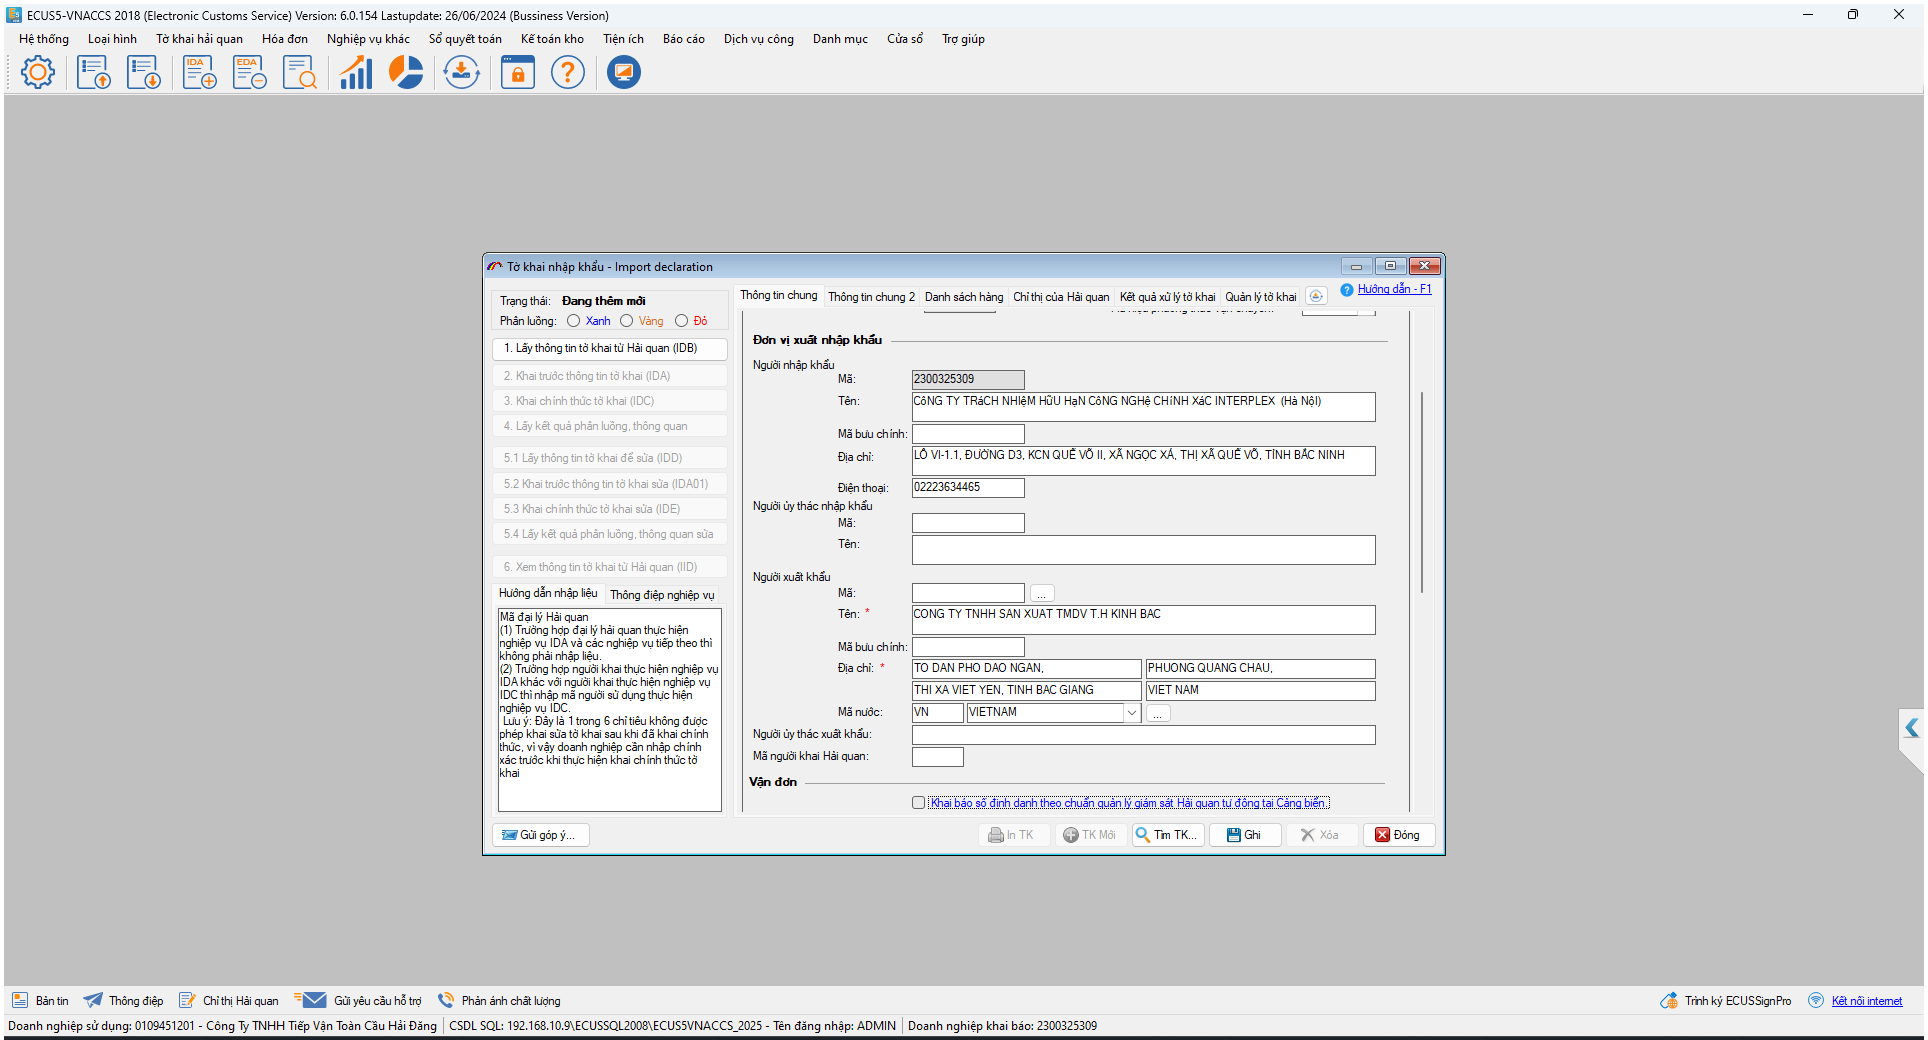 ECUS5-VNACCS 2018 (Electronic Customs Service) Version: 6.0.154 Lastupdate: 26/06/2024 (Bussiness Version)
Hệ thống Loại hình Tờ khai hải quan Hóa đơn Nghiệp vụ khác Sổ quyết toán Kế toán kho Tiện ích Báo cáo Dịch vụ công Danh mục Cửa sổ Trợ giúp
IDA EDA
Tờ khai nhập khẩu - Import declaration
Trạng thái: Đang thêm mới
Phân luồng: Xanh Vàng Đỏ
1. Lấy thông tin tờ khai từ Hải quan (IDB)
2. Khai trước thông tin tờ khai (IDA)
3. Khai chính thức tờ khai (IDC)
4. Lấy kết quả phân luồng, thông quan
5.1 Lấy thông tin tờ khai để sửa (IDD)
5.2 Khai trước thông tin tờ khai sửa (IDA01)
5.3 Khai chính thức tờ khai sửa (IDE)
5.4 Lấy kết quả phân luồng, thông quan sửa
6. Xem thông tin tờ khai từ Hải quan (IID)
Hướng dẫn nhập liệu Thông điệp nghiệp vụ
Mã đại lý Hải quan
(1) Trường hợp đại lý hải quan thực hiện
nghiệp vụ IDA và các nghiệp vụ tiếp theo thì
không phải nhập liệu.
(2) Trường hợp người khai thực hiện nghiệp vụ
IDA khác với người khai thực hiện nghiệp vụ
IDC thì nhập mã người sử dụng thực hiện
nghiệp vụ IDC.
Lưu ý: Đây là 1 trong 6 chỉ tiêu không được
phép khai sửa tờ khai sau khi đã khai chính
thức, vì vậy doanh nghiệp cần nhập chính
xác trước khi thực hiện khai chính thức tờ
khai
Thông tin chung Thông tin chung 2 Danh sách hàng Chỉ thị của Hải quan Kết quả xử lý tờ khai Quản lý tờ khai Hướng dẫn - F1
Đơn vị xuất nhập khẩu
Người nhập khẩu
Mã: 2300325309
Tên: CôNG TY TRáCH NHIệM HữU HạN CôNG NGHệ CHíNH XáC INTERPLEX (Hà NộI)
Mã bưu chính:
Địa chỉ: LÔ VI-1.1, ĐƯỜNG D3, KCN QUẾ VÕ II, XÃ NGỌC XÁ, THỊ XÃ QUẾ VÕ, TỈNH BẮC NINH
Điện thoại: 02223634465
Người ủy thác nhập khẩu
Mã:
Tên:
Người xuất khẩu
Mã: ...
Tên: * CONG TY TNHH SAN XUAT TMDV T.H KINH BAC
Mã bưu chính:
Địa chỉ: * TO DAN PHO DAO NGAN, PHUONG QUANG CHAU,
THI XA VIET YEN, TINH BAC GIANG VIET NAM
Mã nước: VN VIETNAM ...
Người ủy thác xuất khẩu:
Mã người khai Hải quan:
Vận đơn
Khai báo số định danh theo chuẩn quản lý giám sát Hải quan tự động tại Cảng biển.
Gửi góp ý... In TK TK Mới Tìm TK... Ghi Xóa Đóng
Bản tin Thông điệp Chỉ thị Hải quan Gửi yêu cầu hỗ trợ Phản ánh chất lượng Trình ký ECUSSignPro Kết nối internet
Doanh nghiệp sử dụng: 0109451201 - Công Ty TNHH Tiếp Vận Toàn Cầu Hải Đăng CSDL SQL: 192.168.10.9\ECUSSQL2008\ECUS5VNACCS_2025 - Tên đăng nhập: ADMIN Doanh nghiệp khai báo: 2300325309